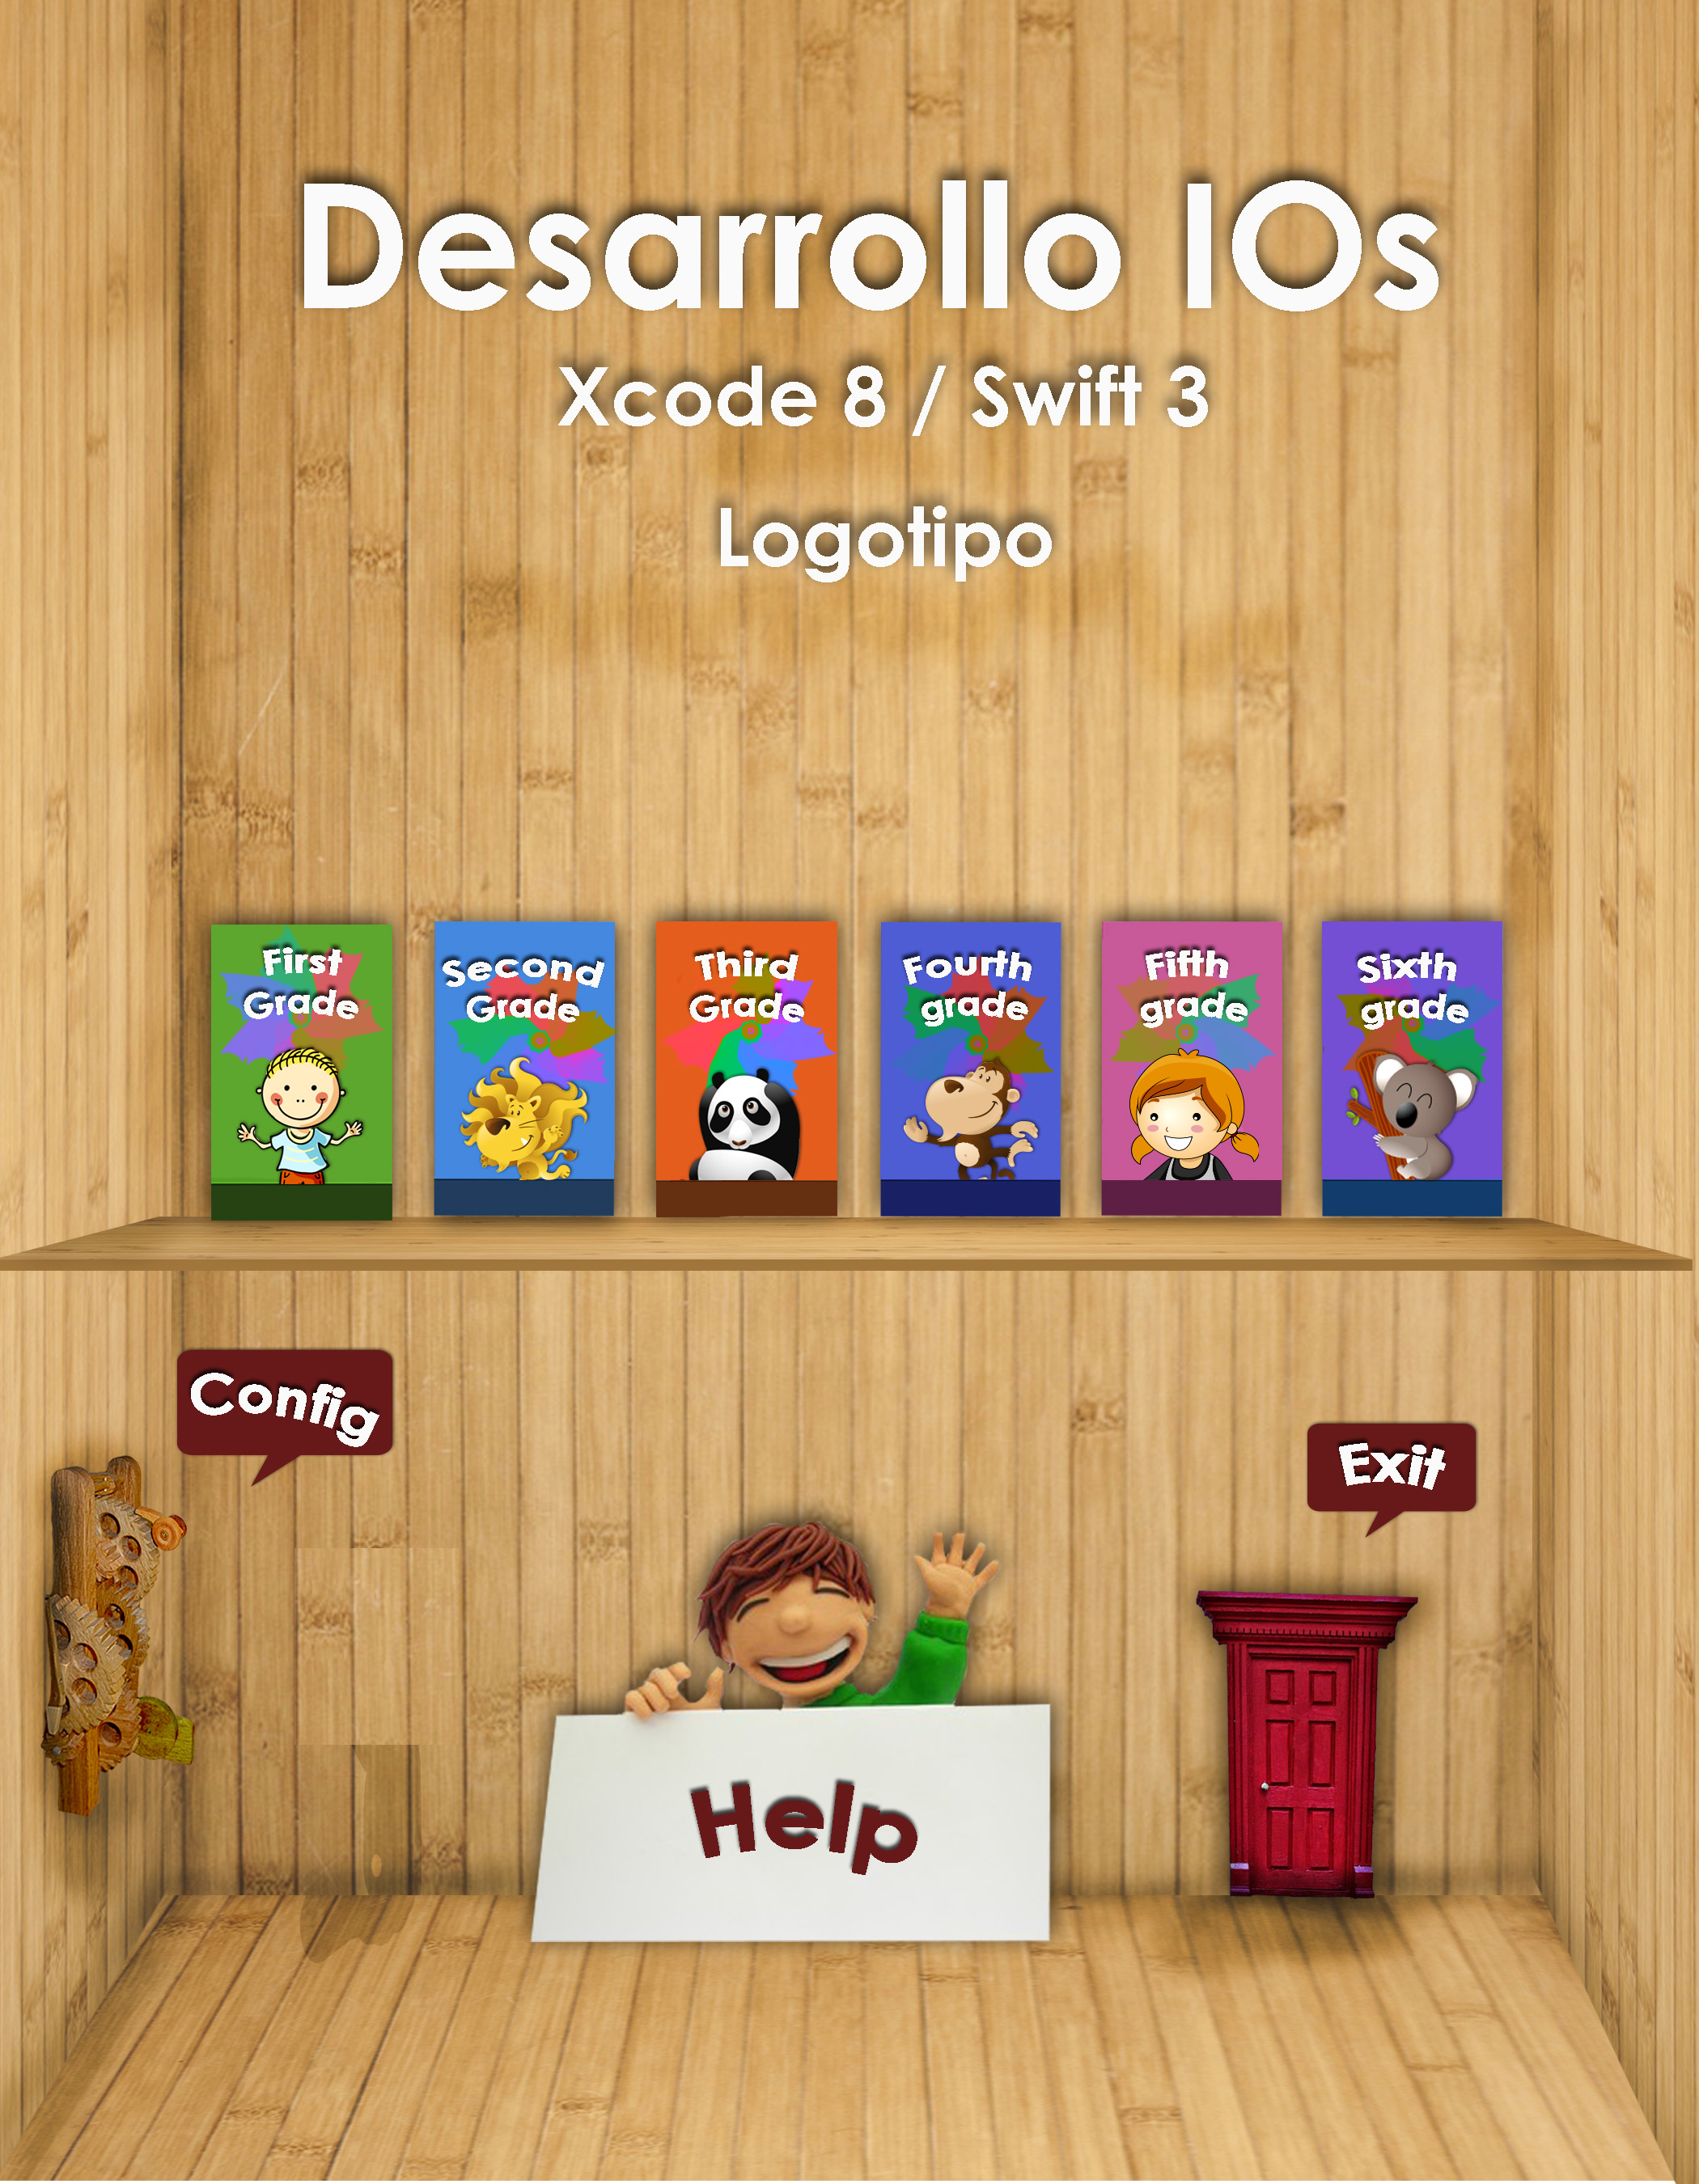 Desarrollo IOs
Xcode 8 / Swift 3
Logotipo
First
Grade
Second
Grade
Third
Grade
Fourth
grade
Fifth
grade
Sixth
grade
Config
Exit
Help